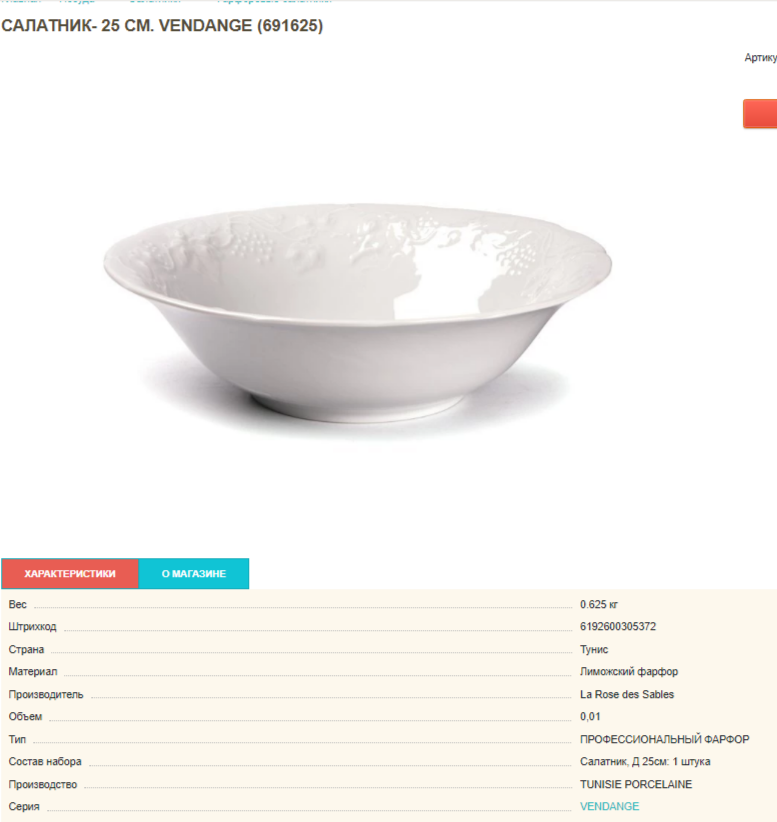 САЛАТНИК- 25 СМ. VENDANGE (691625)
ХАРАКТЕРИСТИКИ О МАГАЗИНЕ
Вес 0.625 кг
Штрихкод 6192600305372
Страна Тунис
Материал Лиможский фарфор
Производитель La Rose des Sables
Объем 0,01
Тип ПРОФЕССИОНАЛЬНЫЙ ФАРФОР
Состав набора Салатник, Д 25см: 1 штука
Производство TUNISIE PORCELAINE
Серия VENDANGE